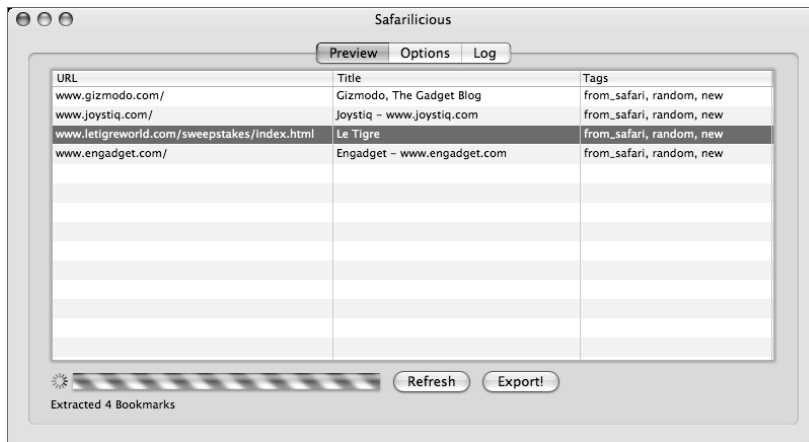 Safarilicious
Preview Options Log
URL Title Tags
www.gizmodo.com/ Gizmodo, The Gadget Blog from_safari, random, new
www.joystiq.com/ Joystiq – www.joystiq.com from_safari, random, new
www.letigreworld.com/sweepstakes/index.html Le Tigre from_safari, random, new
www.engadget.com/ Engadget – www.engadget.com from_safari, random, new
Refresh Export!
Extracted 4 Bookmarks